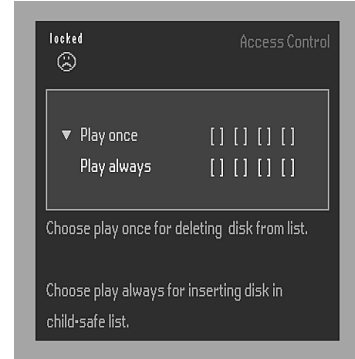 locked
Access Control
▼ Play once [ ] [ ] [ ] [ ]
Play always [ ] [ ] [ ] [ ]
Choose play once for deleting disk from list.
Choose play always for inserting disk in
child-safe list.